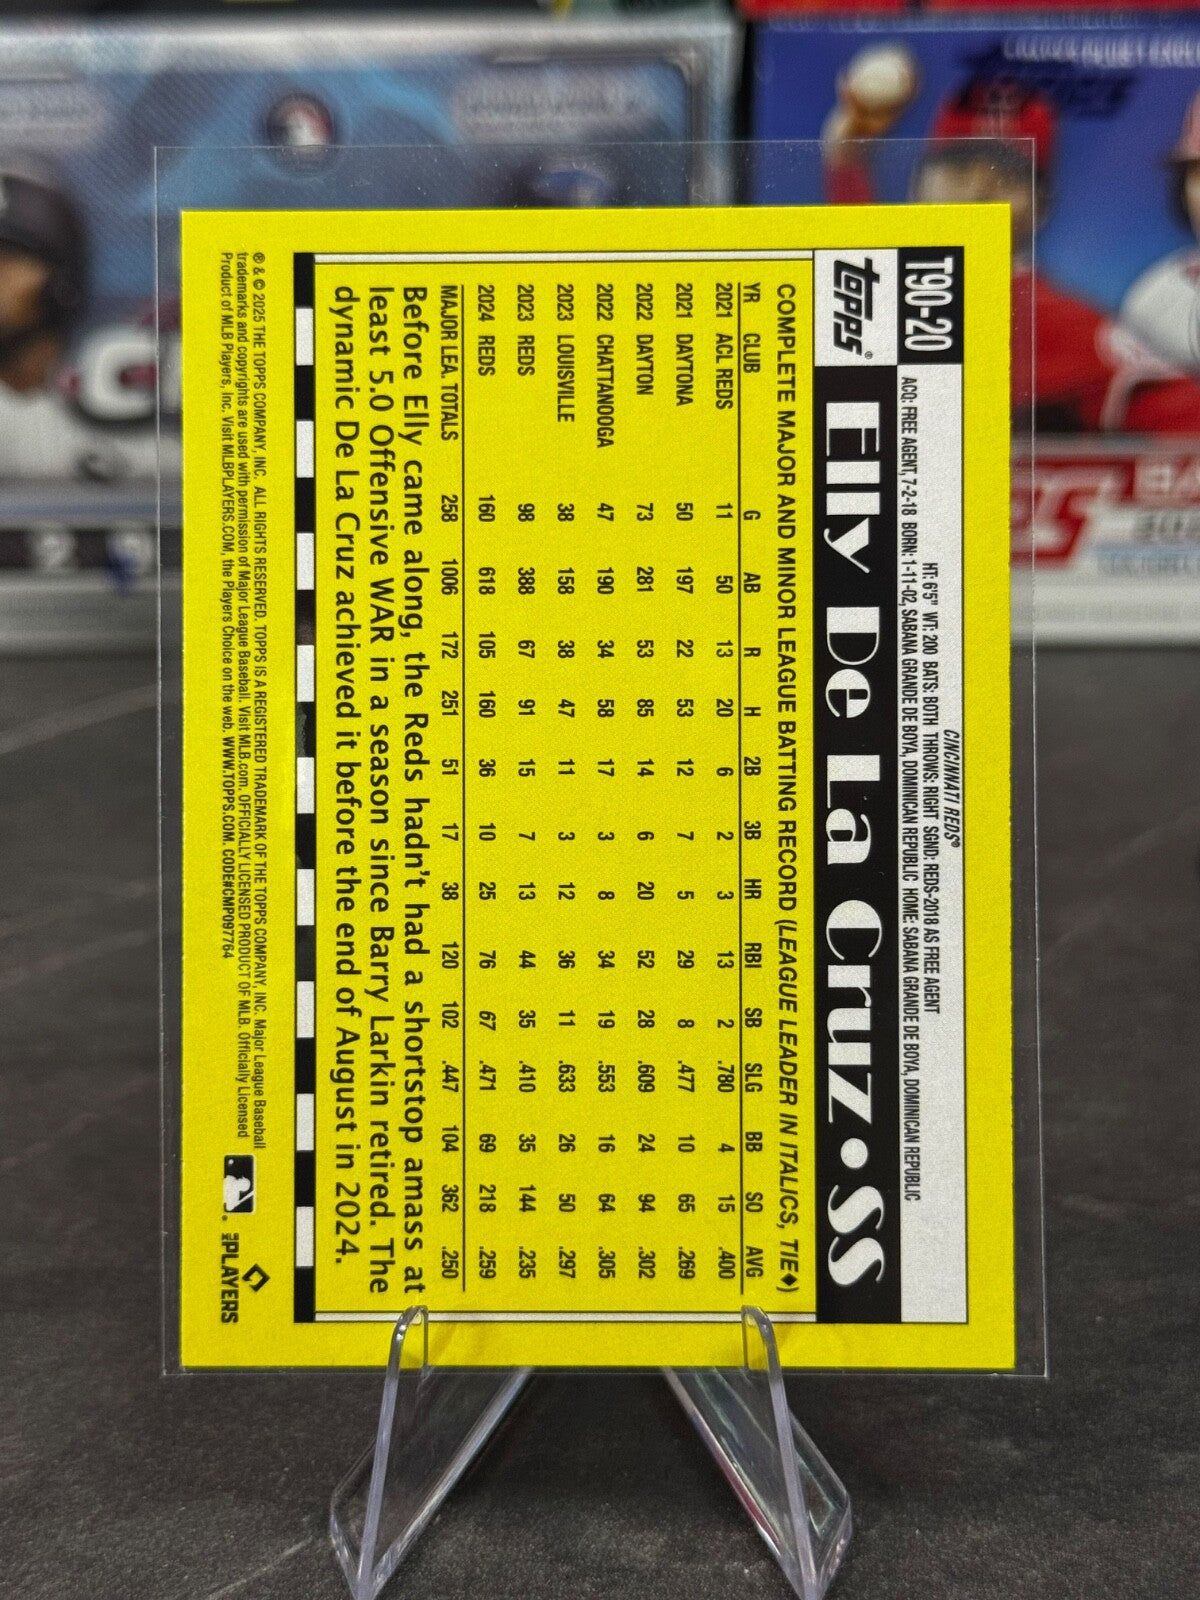 T90-20
CINCINNATI REDS®
HT: 6'5" WT: 200 BATS: BOTH THROWS: RIGHT SGND: REDS-2018 AS FREE AGENT
ACQ: FREE AGENT, 7-2-18 BORN: 1-11-02, SABANA GRANDE DE BOYA, DOMINICAN REPUBLIC HOME: SABANA GRANDE DE BOYA, DOMINICAN REPUBLIC
topps® Elly De La Cruz • SS
COMPLETE MAJOR AND MINOR LEAGUE BATTING RECORD (LEAGUE LEADER IN ITALICS, TIE◆)
YR CLUB G AB R H 2B 3B HR RBI SB SLG BB SO AVG
2021 ACL REDS 11 50 13 20 6 2 3 13 2 .780 4 15 .400
2021 DAYTONA 50 197 22 53 12 7 5 29 8 .477 10 65 .269
2022 DAYTON 73 281 53 85 14 6 20 52 28 .609 24 94 .302
2022 CHATTANOOGA 47 190 34 58 17 3 8 34 19 .553 16 64 .305
2023 LOUISVILLE 38 158 38 47 11 3 12 36 11 .633 26 50 .297
2023 REDS 98 388 67 91 15 7 13 44 35 .410 35 144 .235
2024 REDS 160 618 105 160 36 10 25 76 67 .471 69 218 .259
MAJOR LEA. TOTALS 258 1006 172 251 51 17 38 120 102 .447 104 362 .250
Before Elly came along, the Reds hadn't had a shortstop amass at
least 5.0 Offensive WAR in a season since Barry Larkin retired. The
dynamic De La Cruz achieved it before the end of August in 2024.
® & © 2025 THE TOPPS COMPANY, INC. ALL RIGHTS RESERVED. TOPPS IS A REGISTERED TRADEMARK OF THE TOPPS COMPANY, INC. Major League Baseball
trademarks and copyrights are used with permission of Major League Baseball. Visit MLB.com. OFFICIALLY LICENSED PRODUCT OF MLB. Officially Licensed
Product of MLB Players, Inc. Visit MLBPLAYERS.COM, the Players Choice on the web. WWW.TOPPS.COM. CODE#CMP097764
MLB PLAYERS